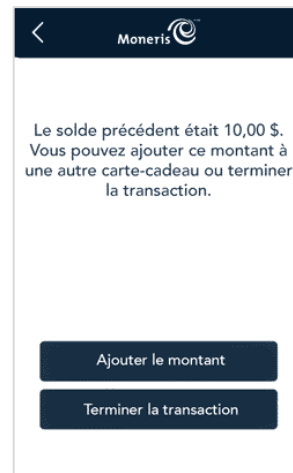 Moneris
Le solde précédent était 10,00 $.
Vous pouvez ajouter ce montant à
une autre carte-cadeau ou terminer
la transaction.
Ajouter le montant
Terminer la transaction